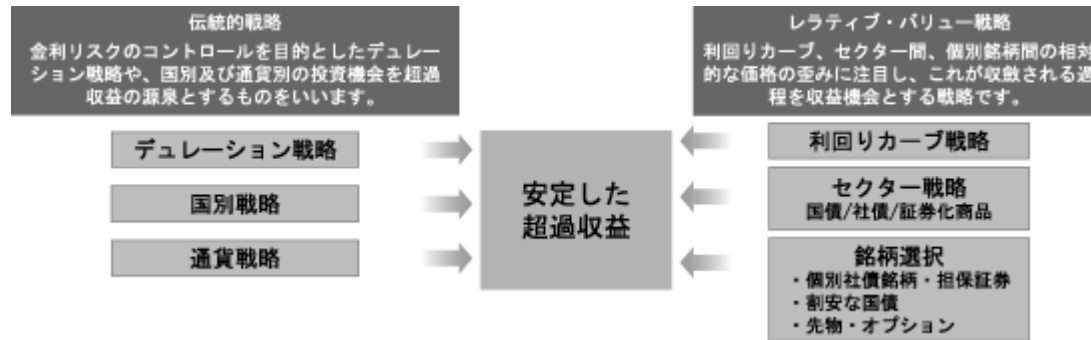 伝統的戦略
金利リスクのコントロールを目的としたデュレー
ション戦略や、国別及び通貨別の投資機会を超過
収益の源泉とするものをいいます。
デュレーション戦略
国別戦略
通貨戦略
安定した
超過収益
レラティブ・バリュー戦略
利回りカーブ、セクター間、個別銘柄間の相対
的な価格の歪みに注目し、これが収斂される過
程を収益機会とする戦略です。
利回りカーブ戦略
セクター戦略
国債/社債/証券化商品
銘柄選択
・個別社債銘柄・担保証券
・割安な国債
・先物・オプション